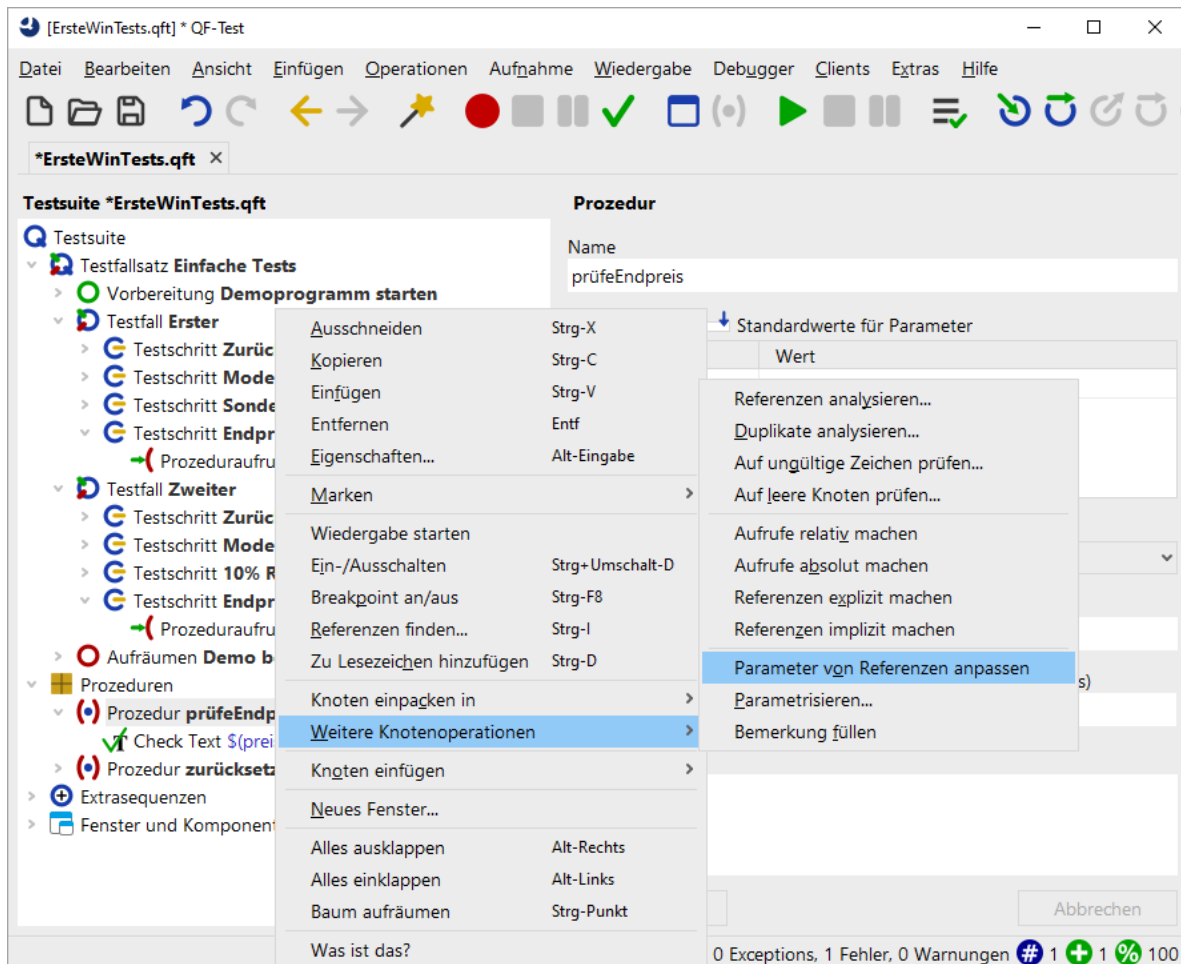 [ErsteWinTests.qft] * QF-Test
Datei Bearbeiten Ansicht Einfügen Operationen Aufnahme Wiedergabe Debugger Clients Extras Hilfe
*ErsteWinTests.qft
Testsuite *ErsteWinTests.qft
Testsuite
Testfallsatz Einfache Tests
Vorbereitung Demoprogramm starten
Testfall Erster
Testschritt Zurüc
Testschritt Mode
Testschritt Sonde
Testschritt Endpr
Prozeduraufru
Testfall Zweiter
Testschritt Zurüc
Testschritt Mode
Testschritt 10% R
Testschritt Endpr
Prozeduraufru
Aufräumen Demo b
Prozeduren
Prozedur prüfeEndp
Check Text $(prei
Prozedur zurücksetz
Extrasequenzen
Fenster und Komponent
Ausschneiden Strg-X
Kopieren Strg-C
Einfügen Strg-V
Entfernen Entf
Eigenschaften... Alt-Eingabe
Marken
Wiedergabe starten
Ein-/Ausschalten Strg+Umschalt-D
Breakpoint an/aus Strg-F8
Referenzen finden... Strg-I
Zu Lesezeichen hinzufügen Strg-D
Knoten einpacken in
Weitere Knotenoperationen
Knoten einfügen
Neues Fenster...
Alles ausklappen Alt-Rechts
Alles einklappen Alt-Links
Baum aufräumen Strg-Punkt
Was ist das?
Prozedur
Name
prüfeEndpreis
Standardwerte für Parameter
Wert
Referenzen analysieren...
Duplikate analysieren...
Auf ungültige Zeichen prüfen...
Auf leere Knoten prüfen...
Aufrufe relativ machen
Aufrufe absolut machen
Referenzen explizit machen
Referenzen implizit machen
Parameter von Referenzen anpassen
Parametrisieren...
Bemerkung füllen
s)
Abbrechen
0 Exceptions, 1 Fehler, 0 Warnungen # 1 + 1 % 100